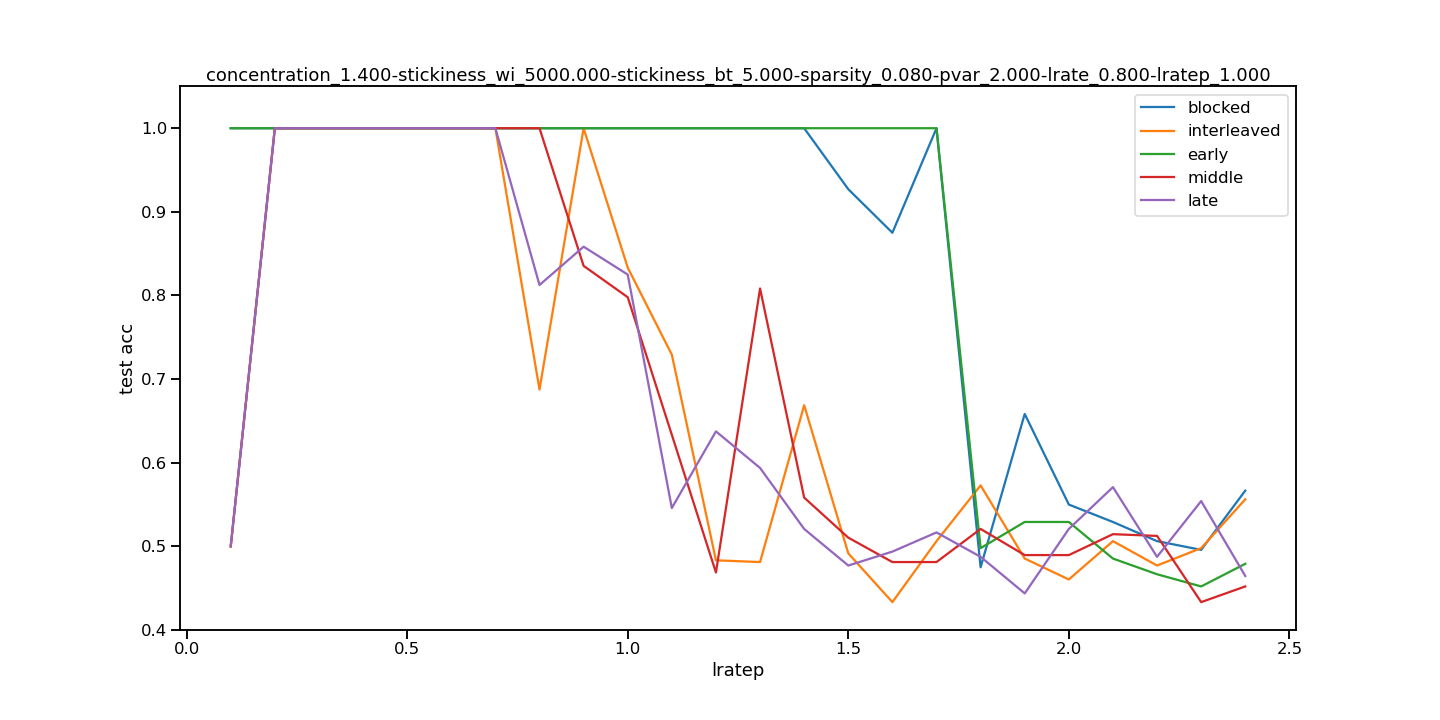 concentration_1.400-stickiness_wi_5000.000-stickiness_bt_5.000-sparsity_0.080-pvar_2.000-lrate_0.800-lratep_1.000
blocked
interleaved
early
middle
late
test acc
1.0
0.9
0.8
0.7
0.6
0.5
0.4
0.0 0.5 1.0 1.5 2.0 2.5
lratep